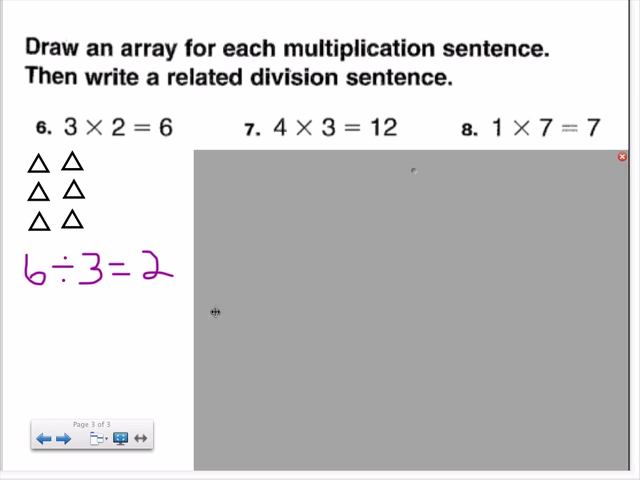 Draw an array for each multiplication sentence.
Then write a related division sentence.
6. 3 × 2 = 6 7. 4 × 3 = 12 8. 1 × 7 = 7
6÷3=2
Page 3 of 3